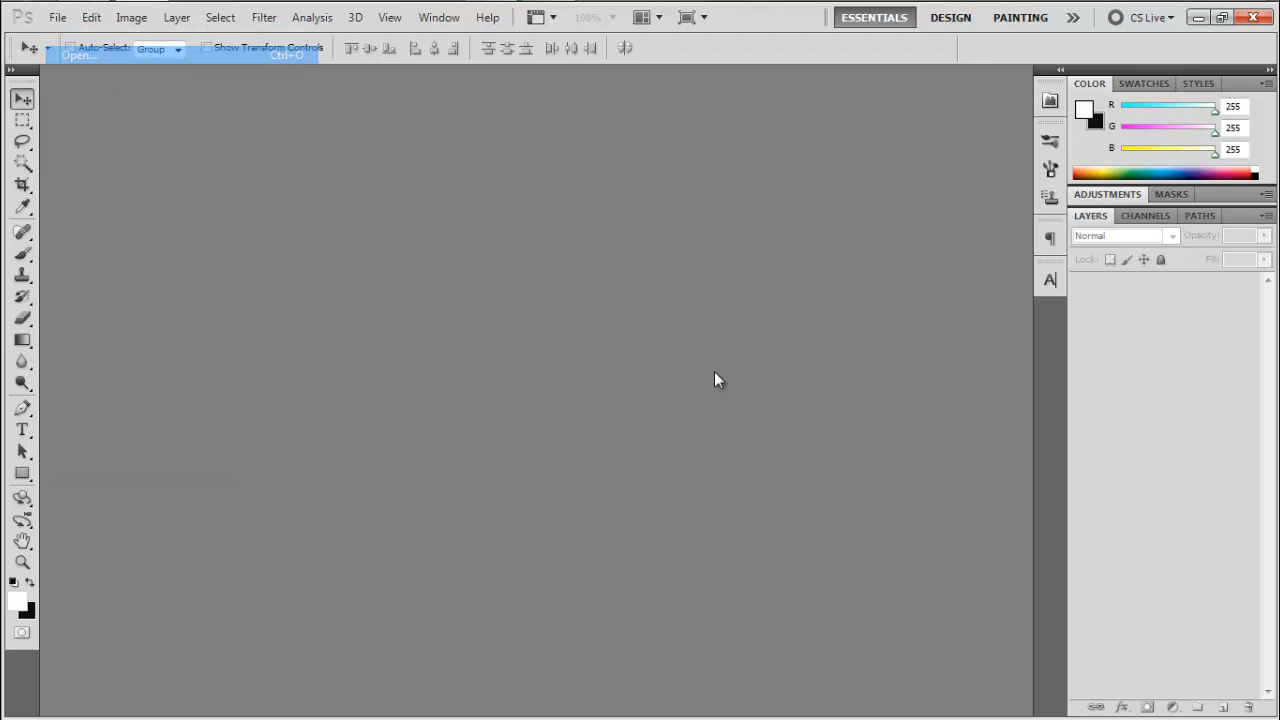 Ps File Edit Image Layer Select Filter Analysis 3D View Window Help 100% ESSENTIALS DESIGN PAINTING CS Live
Auto-Select: Group Show Transform Controls
Open... Ctrl+O
COLOR SWATCHES STYLES
R 255
G 255
B 255
ADJUSTMENTS MASKS
LAYERS CHANNELS PATHS
Normal Opacity:
Lock: Fill: